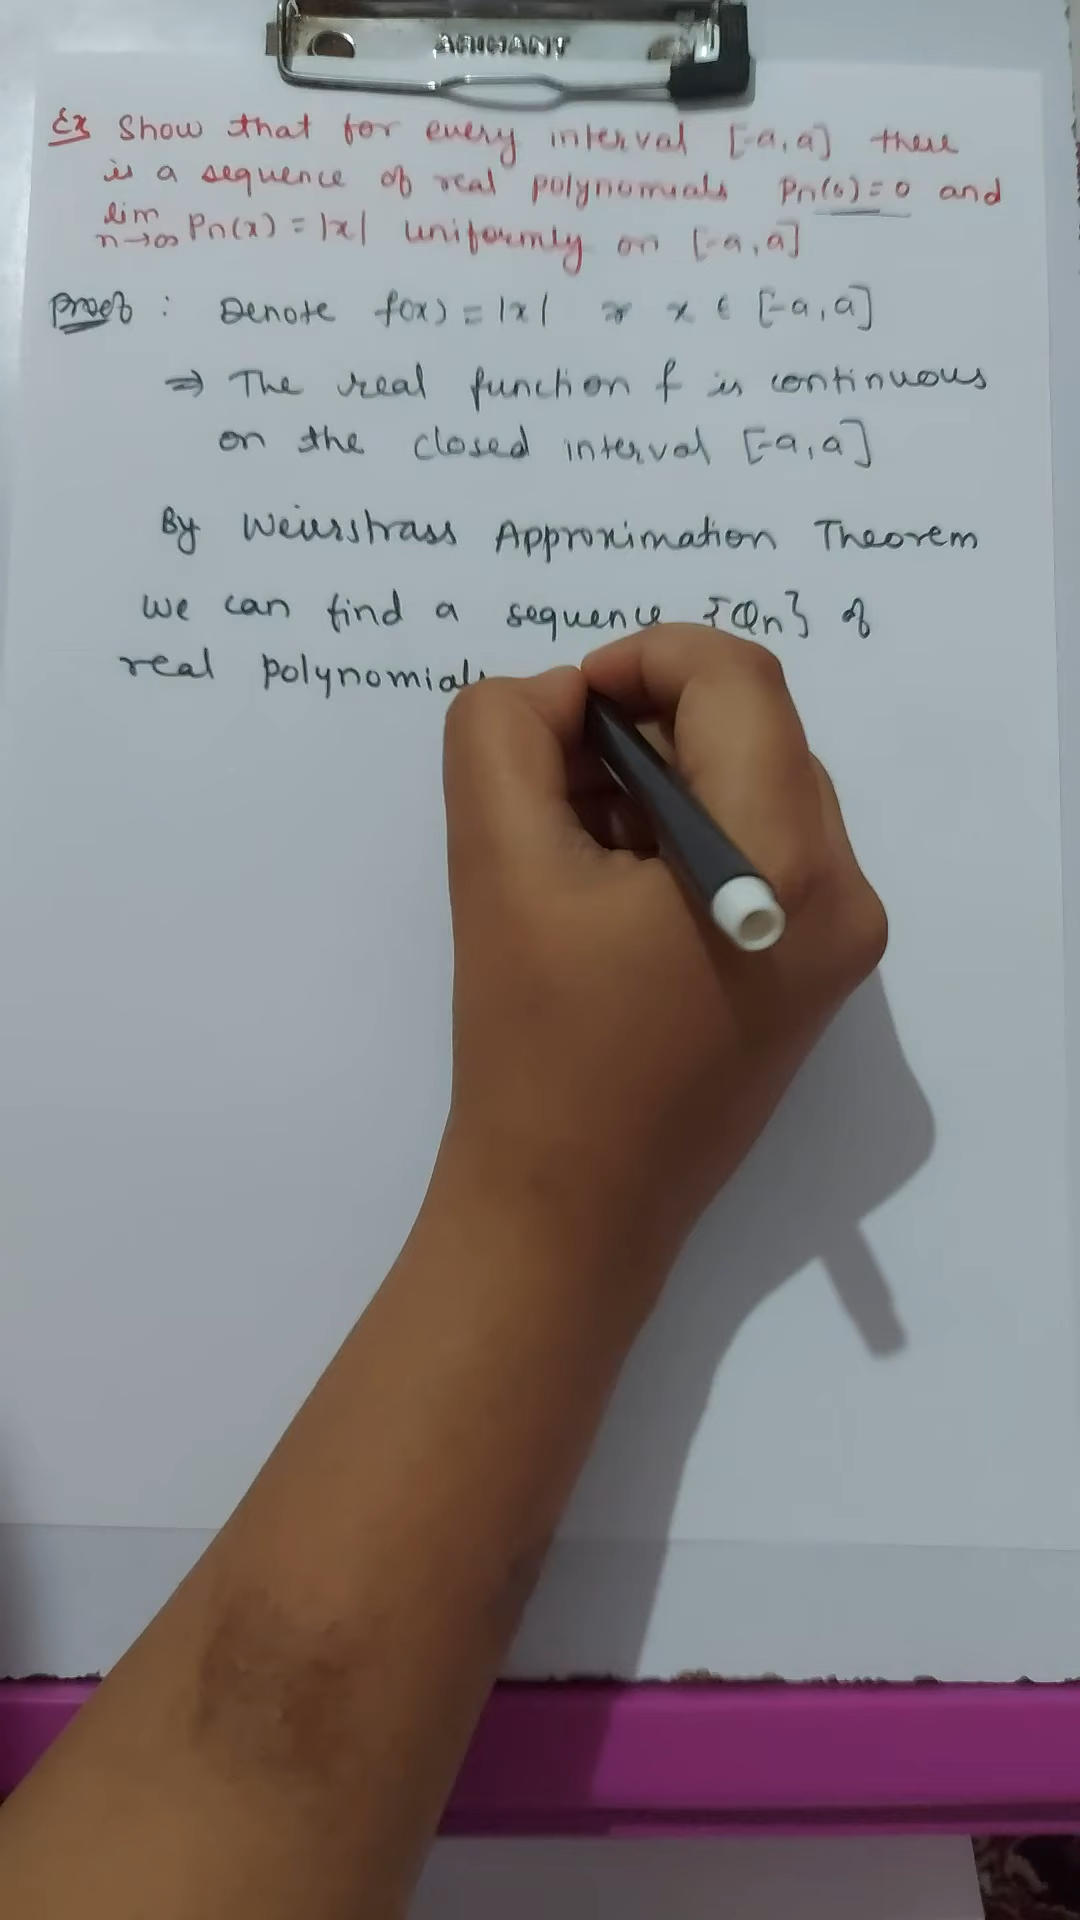 ARIHANT
Ex Show that for every interval [-a,a] there
is a sequence of real polynomials Pn(0)=0 and
lim n→∞ Pn(x) = |x| uniformly on [-a,a]
Proof : Denote f(x) = |x| x ∈ [-a,a]
⇒ The real function f is continuous
on the closed interval [-a,a]
By Weierstrass Approximation Theorem
we can find a sequence {Qn} of
real polynomials